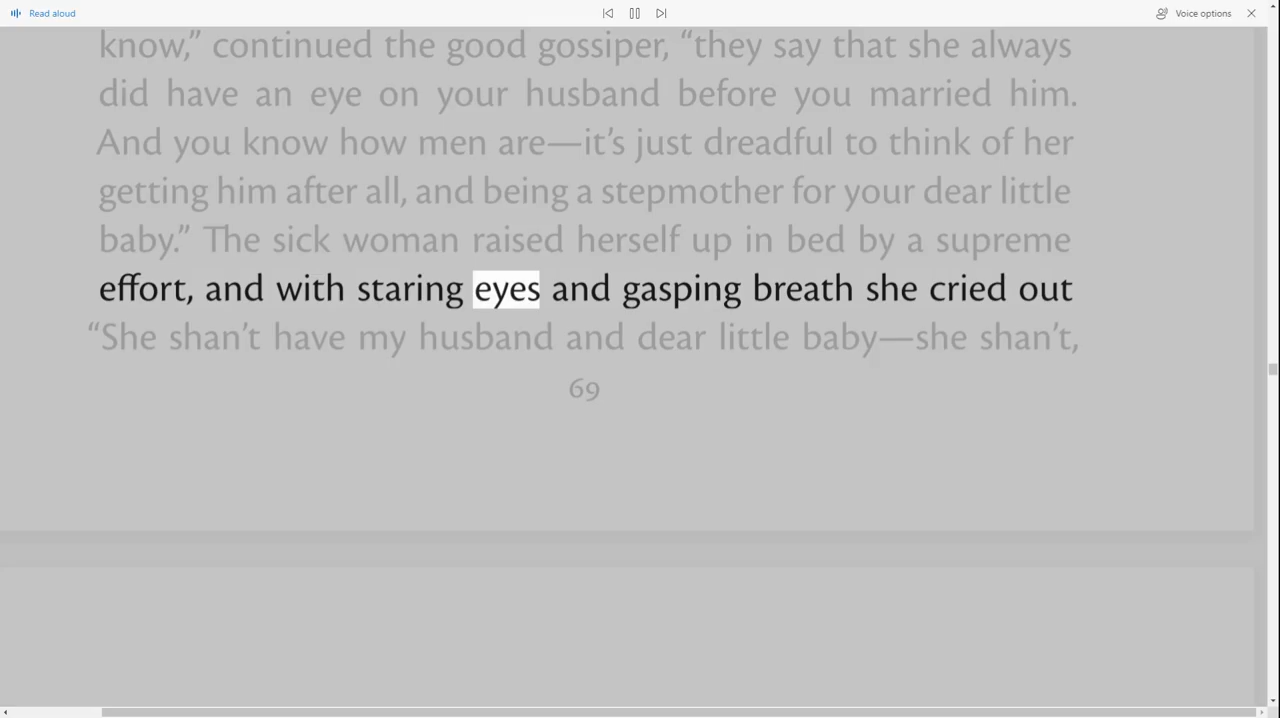 Read aloud
Voice options
know,” continued the good gossiper, “they say that she always
did have an eye on your husband before you married him.
And you know how men are—it’s just dreadful to think of her
getting him after all, and being a stepmother for your dear little
baby.” The sick woman raised herself up in bed by a supreme
effort, and with staring eyes and gasping breath she cried out
“She shan’t have my husband and dear little baby—she shan’t,
69